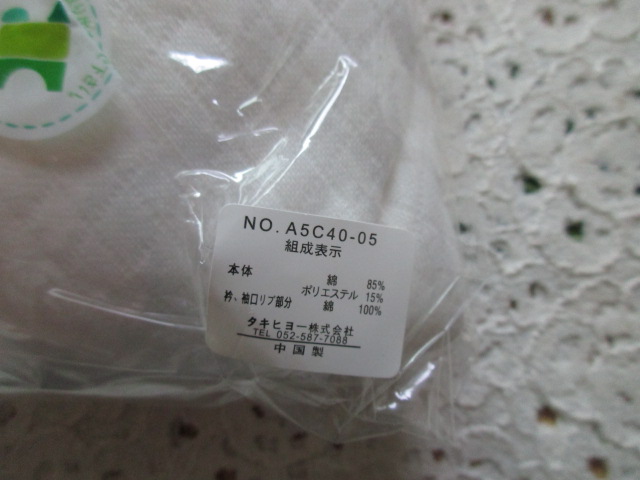 NO. A5C40-05
組成表示
本体 綿 85%
ポリエステル 15%
衿、袖口リブ部分 綿 100%
タキヒヨー株式会社
TEL 052-587-7088
中国製